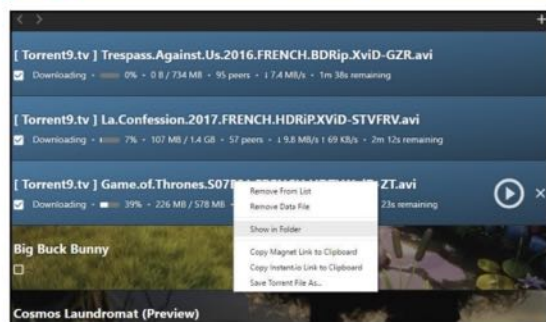 [ Torrent9.tv ] Trespass.Against.Us.2016.FRENCH.BDRip.XviD-GZR.avi
Downloading • 0% • 0 B / 734 MB • 95 peers • ↓ 7.4 MB/s • 1m 38s remaining
[ Torrent9.tv ] La.Confession.2017.FRENCH.HDRiP.XViD-STVFRV.avi
Downloading • 7% • 107 MB / 1.4 GB • 57 peers • ↓ 9.8 MB/s ↑ 69 KB/s • 2m 12s remaining
[ Torrent9.tv ] Game.of.Thrones. ZT.avi
Downloading • 39% • 226 MB / 578 MB 23s remaining
Remove From List
Remove Data File
Show in Folder
Copy Magnet Link to Clipboard
Copy Instant.io Link to Clipboard
Save Torrent File As...
Big Buck Bunny
Cosmos Laundromat (Preview)